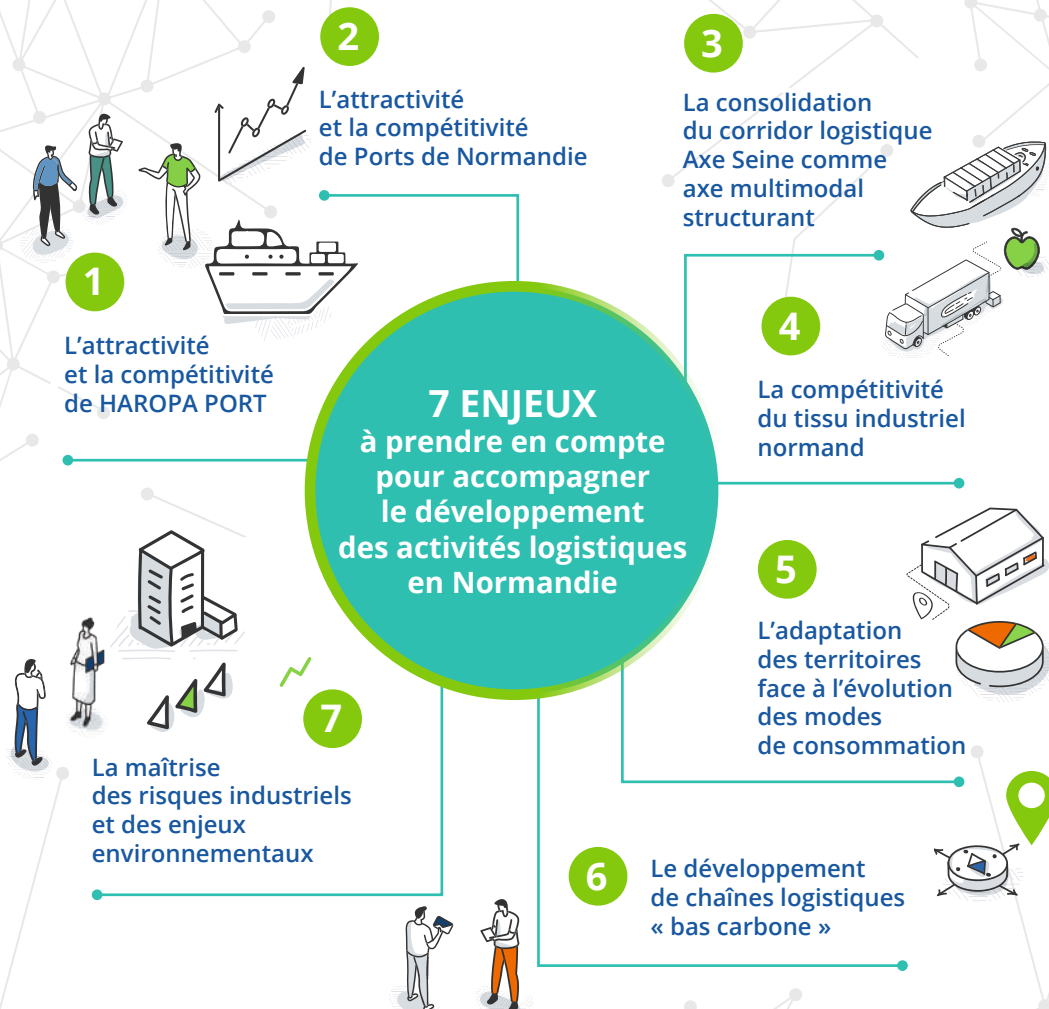 7 ENJEUX
à prendre en compte
pour accompagner
le développement
des activités logistiques
en Normandie
1
L’attractivité
et la compétitivité
de HAROPA PORT
2
L’attractivité
et la compétitivité
de Ports de Normandie
3
La consolidation
du corridor logistique
Axe Seine comme
axe multimodal
structurant
4
La compétitivité
du tissu industriel
normand
5
L’adaptation
des territoires
face à l’évolution
des modes
de consommation
6
Le développement
de chaînes logistiques
« bas carbone »
7
La maîtrise
des risques industriels
et des enjeux
environnementaux